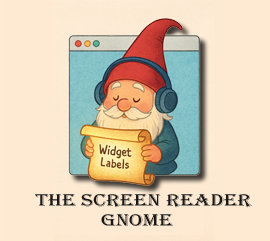 Widget
Labels
THE SCREEN READER
GNOME